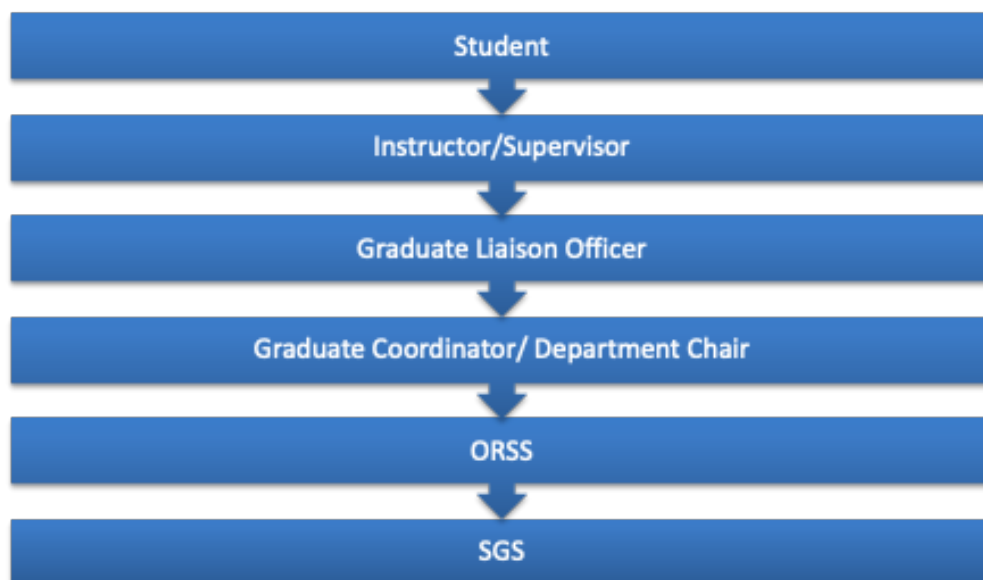 Student
Instructor/Supervisor
Graduate Liaison Officer
Graduate Coordinator/ Department Chair
ORSS
SGS